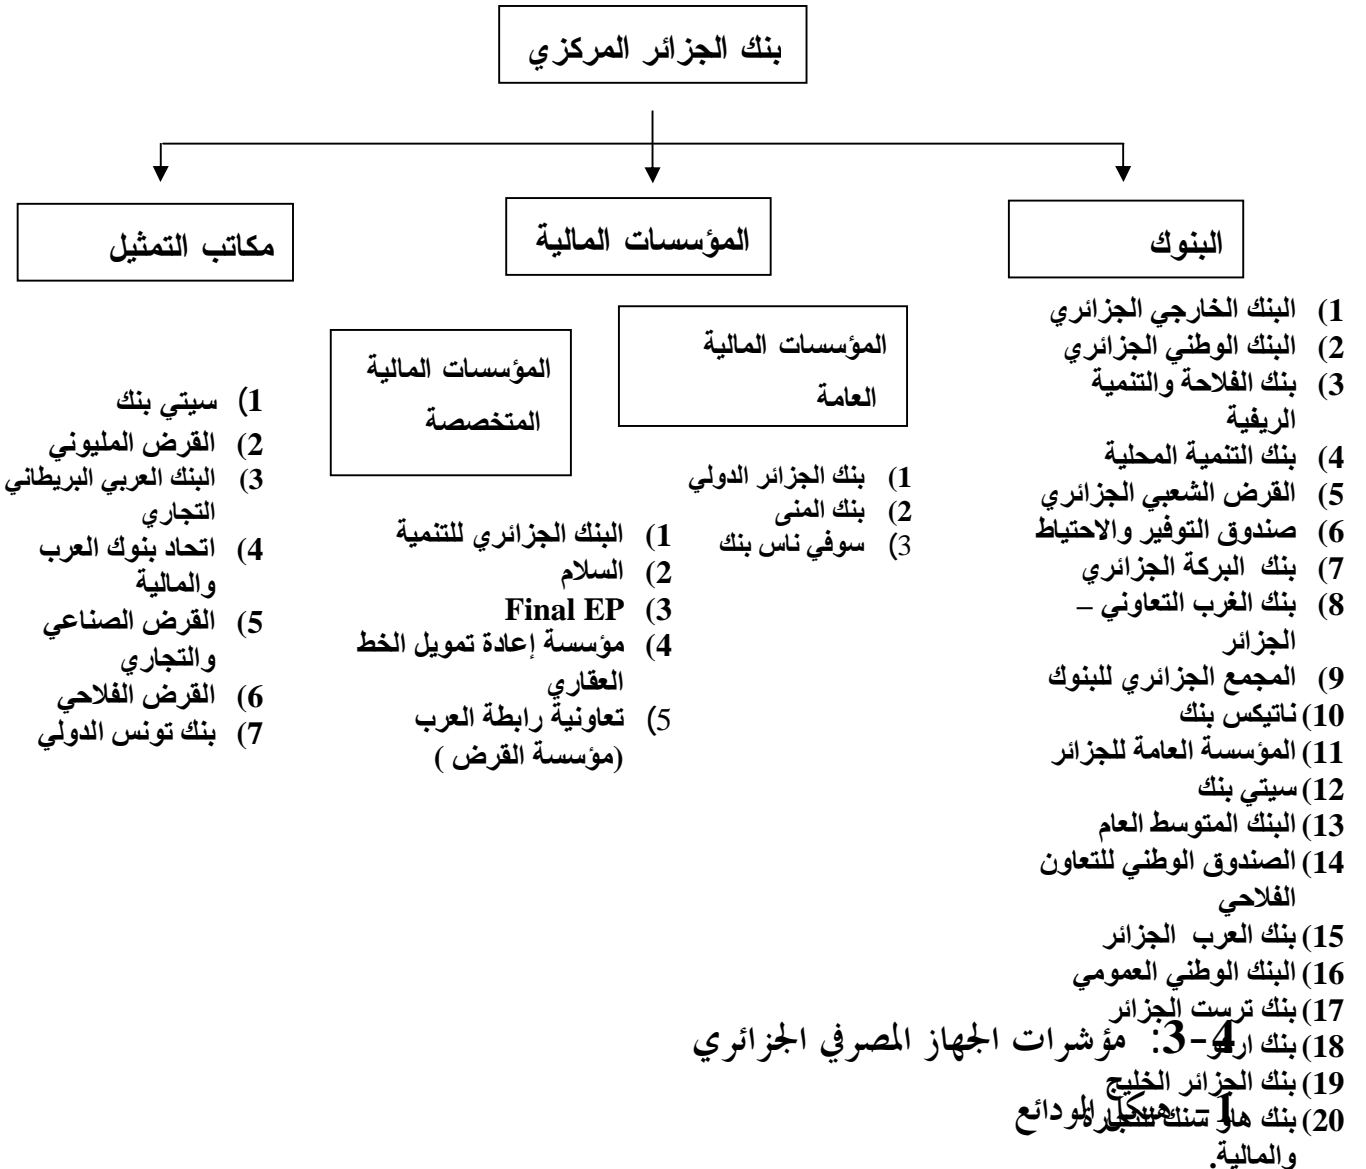 بنك الجزائر المركزي
البنوك
المؤسسات المالية
مكاتب التمثيل
1) البنك الخارجي الجزائري
2) البنك الوطني الجزائري
3) بنك الفلاحة والتنمية
الريفية
4) بنك التنمية المحلية
5) القرض الشعبي الجزائري
6) صندوق التوفير والاحتياط
7) بنك البركة الجزائري
8) بنك الغرب التعاوني –
الجزائر
9) المجمع الجزائري للبنوك
10) ناتيكس بنك
11) المؤسسة العامة للجزائر
12) سيتي بنك
13) البنك المتوسط العام
14) الصندوق الوطني للتعاون
الفلاحي
15) بنك العرب الجزائر
16) البنك الوطني العمومي
17) بنك ترست الجزائر
18) بنك
19) بنك الجزائر الخليج
20) بنك
والمالية.
المؤسسات المالية
العامة
1) بنك الجزائر الدولي
2) بنك المنى
3) سوفي ناس بنك
المؤسسات المالية
المتخصصة
1) البنك الجزائري للتنمية
2) السلام
3) Final EP
4) مؤسسة إعادة تمويل الخط
العقاري
5) تعاونية رابطة العرب
(مؤسسة القرض )
1) سيتي بنك
2) القرض المليوني
3) البنك العربي البريطاني
التجاري
4) اتحاد بنوك العرب
والمالية
5) القرض الصناعي
والتجاري
6) القرض الفلاحي
7) بنك تونس الدولي
3-4: مؤشرات الجهاز المصرفي الجزائري
1- هيكل الودائع